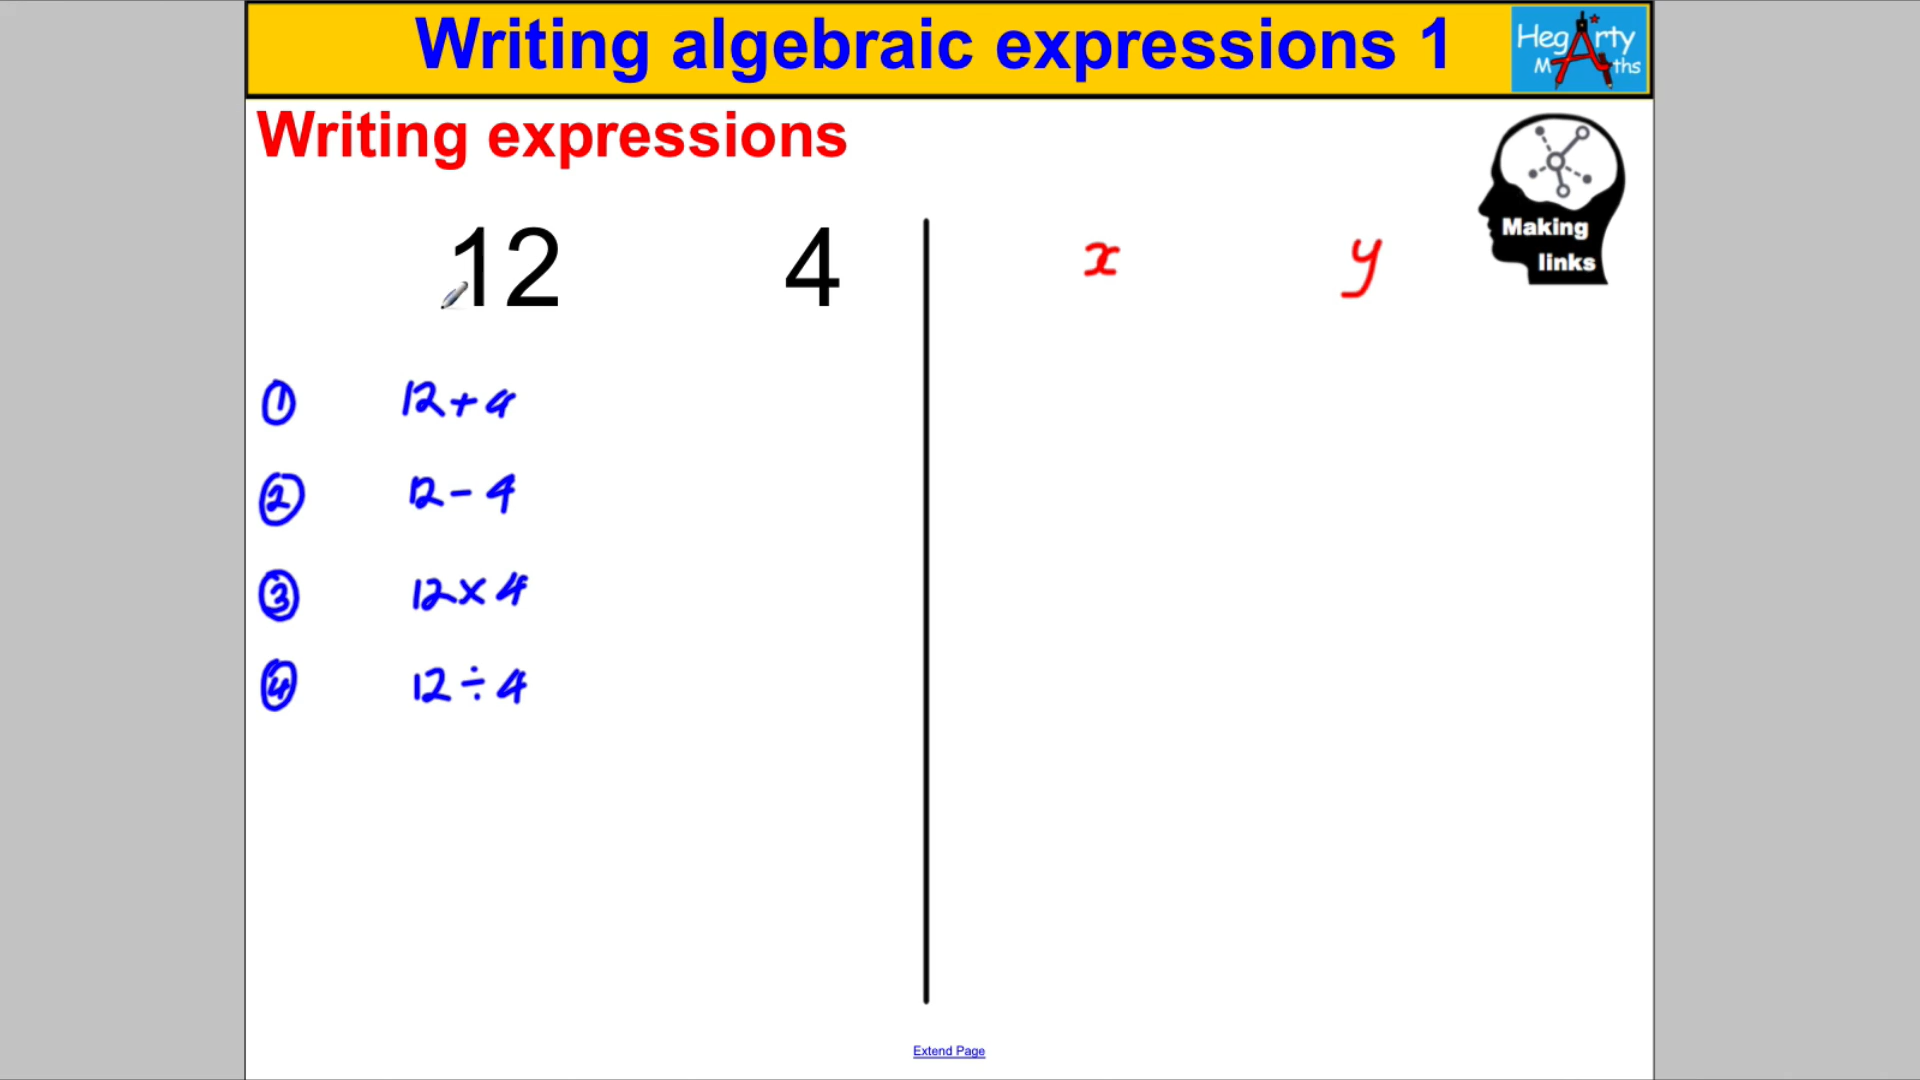 Writing algebraic expressions 1
Hegarty
Maths
Writing expressions
Making
links
12 4 x y
① 12 + 4
② 12 - 4
③ 12 × 4
④ 12 ÷ 4
Extend Page